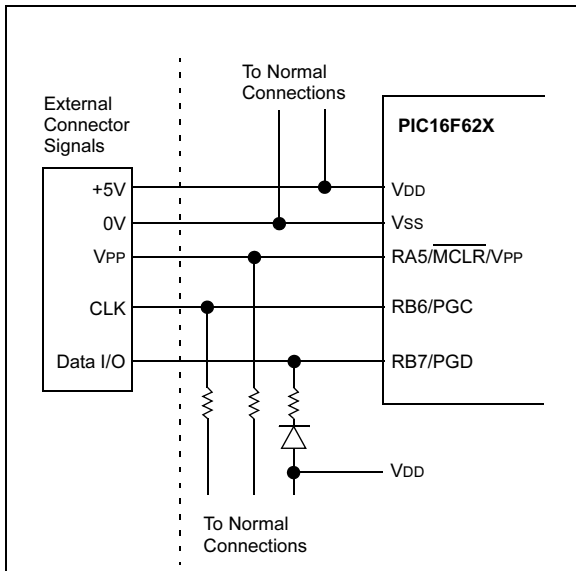 To Normal
Connections
External
Connector
Signals
PIC16F62X
+5V
VDD
0V
VSS
VPP
RA5/MCLR/VPP
CLK
RB6/PGC
Data I/O
RB7/PGD
VDD
To Normal
Connections